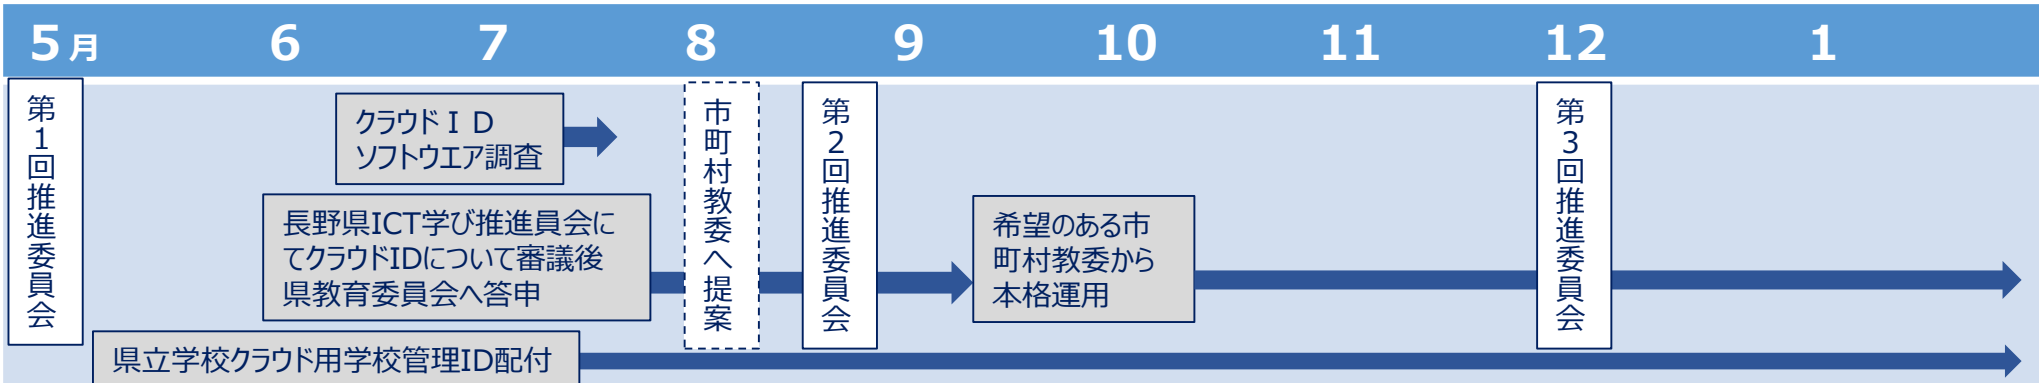 5月 6 7 8 9 10 11 12 1
第1回推進委員会
クラウドＩＤ
ソフトウエア調査
長野県ICT学び推進員会に
てクラウドIDについて審議後
県教育委員会へ答申
県立学校クラウド用学校管理ID配付
市町村教委へ提案
第2回推進委員会
希望のある市
町村教委から
本格運用
第3回推進委員会